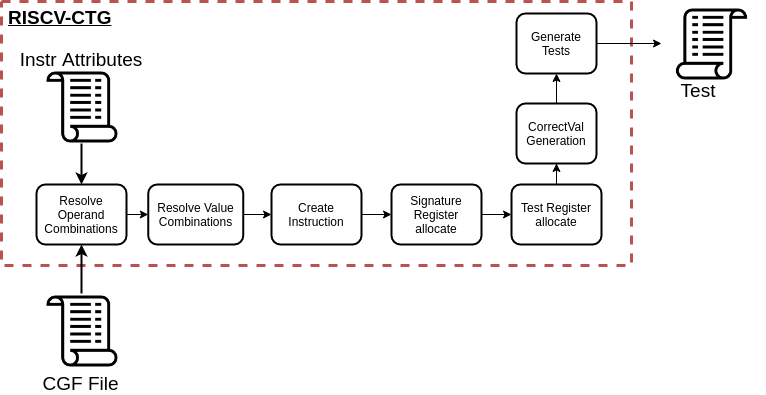 RISCV-CTG
Instr Attributes
Generate
Tests
Test
CorrectVal
Generation
Resolve
Operand
Combinations
Resolve Value
Combinations
Create
Instruction
Signature
Register
allocate
Test Register
allocate
CGF File